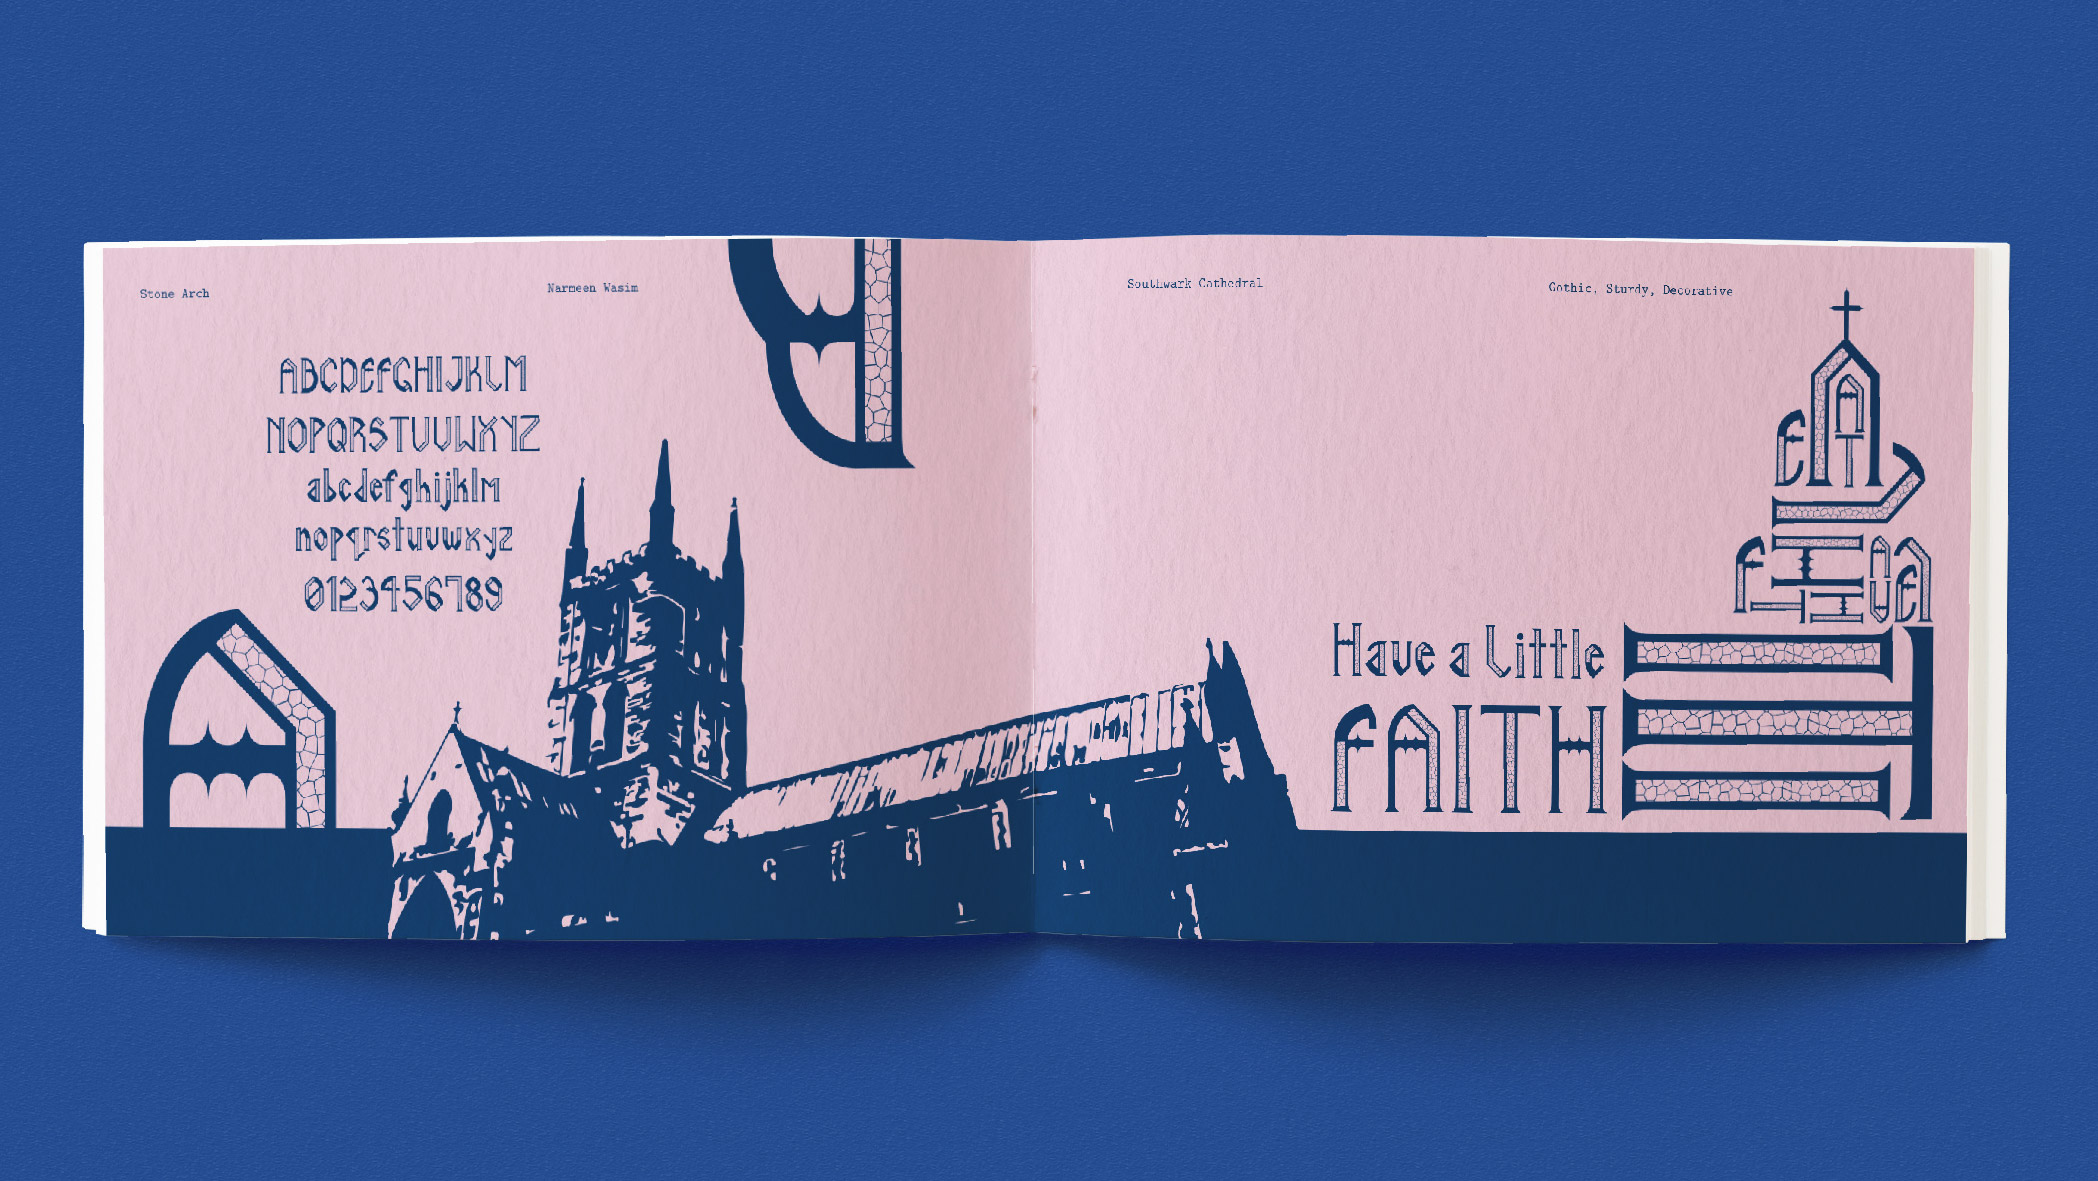 Stone Arch
Narmeen Wasim
Southwark Cathedral
Gothic, Sturdy, Decorative
ABCDEFGHIJKLM
NOPQRSTUVWXYZ
abcdefghijklm
nopqrstuvwxyz
0123456789
A
B
Have a Little
FAITH